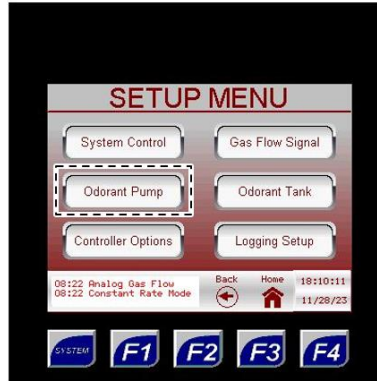 SETUP MENU
System Control
Gas Flow Signal
Odorant Pump
Odorant Tank
Controller Options
Logging Setup
08:22 Analog Gas Flow
08:22 Constant Rate Mode
Back
Home
18:10:11
11/28/23
SYSTEM
F1
F2
F3
F4